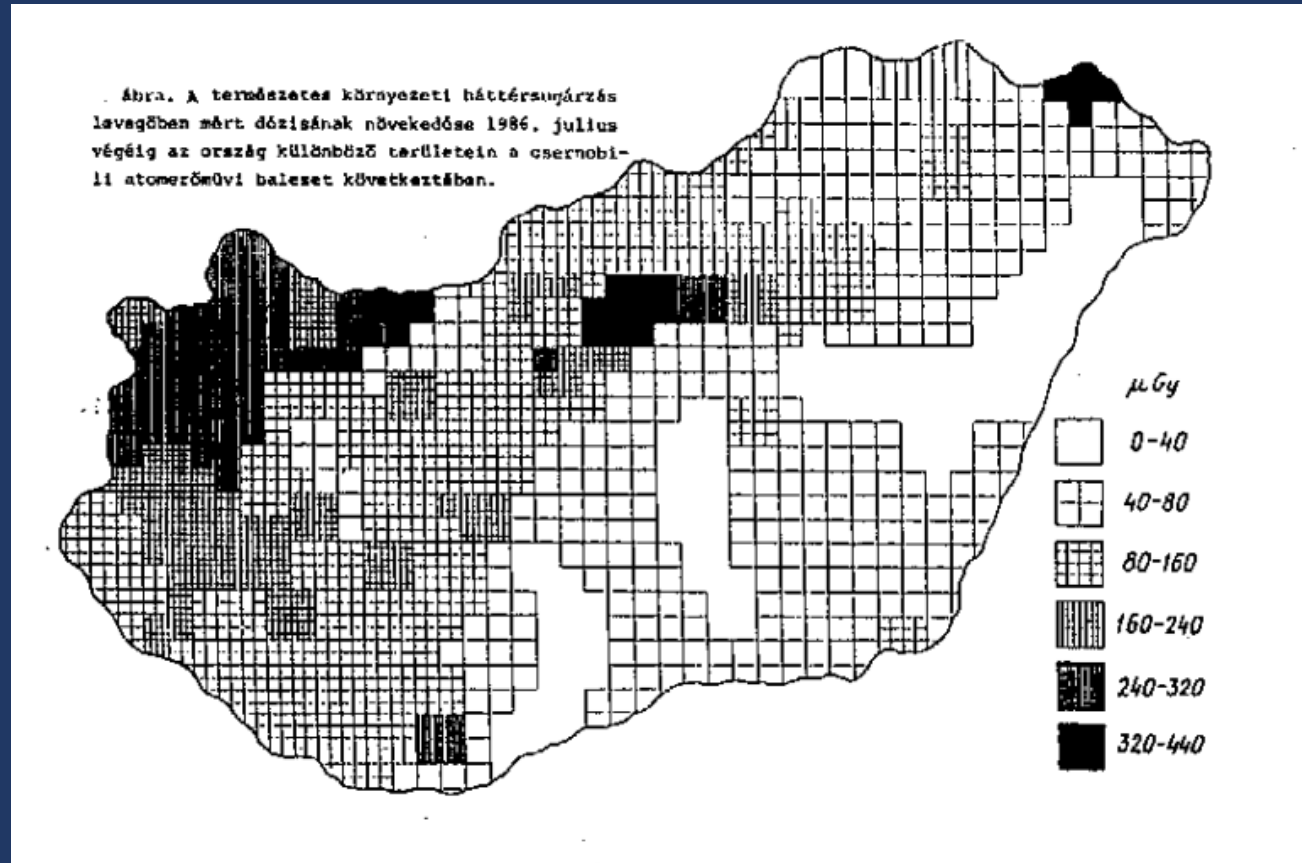 . ábra. A természetes környezeti háttérsugárzás
levegőben mért dózisának növekedése 1986. julius
végéig az ország különböző területein a csernobi-
li atomerőművi baleset következtében.
μ Gy
0-40
40-80
80-160
160-240
240-320
320-440